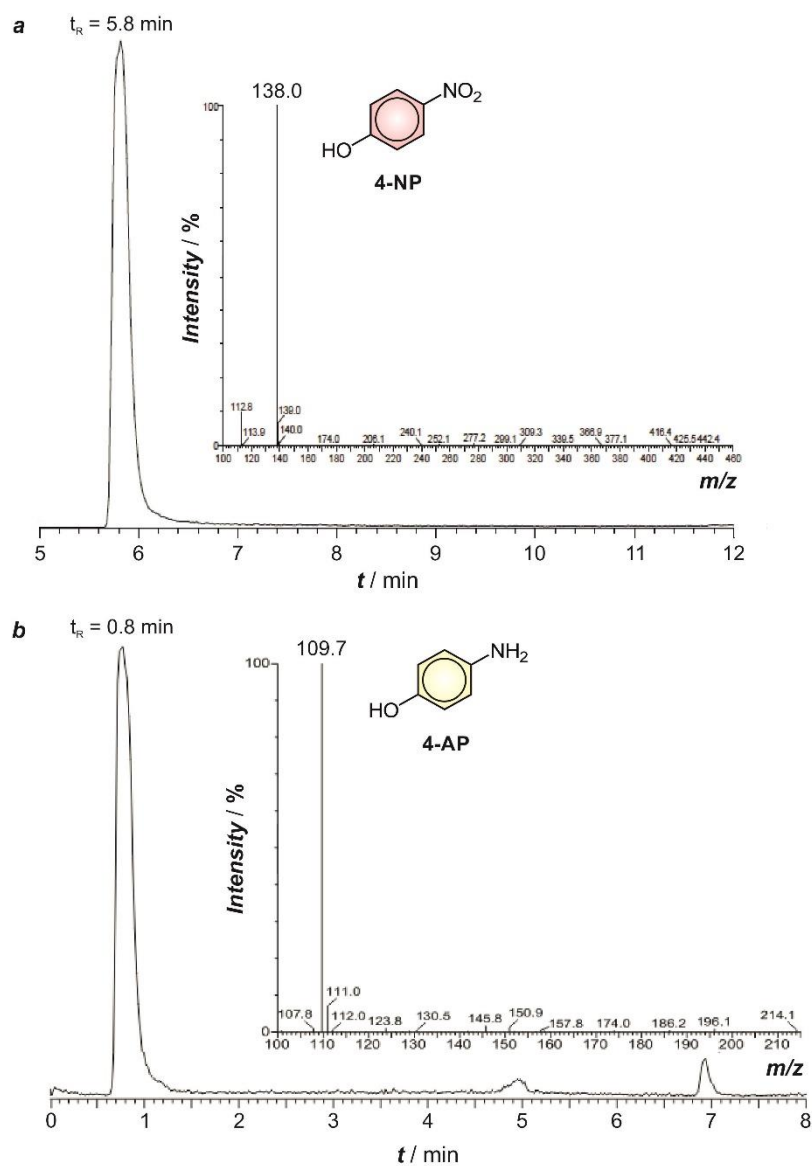 a
t_R = 5.8 min
138.0
NO2
HO
4-NP
Intensity / %
100
112.8
113.9
139.0
140.0
174.0
206.1
240.1
252.1
277.2
299.1
309.3
339.5
366.9
377.1
416.4
425.5 442.4
0
100 120 140 160 180 200 220 240 260 280 300 320 340 360 380 400 420 440 460
m/z
5 6 7 8 9 10 11 12
t / min
b
t_R = 0.8 min
109.7
NH2
HO
4-AP
Intensity / %
100
107.8
111.0
112.0
123.8
130.5
145.8
150.9
157.8
174.0
186.2
196.1
214.1
0
100 110 120 130 140 150 160 170 180 190 200 210
m/z
0 1 2 3 4 5 6 7 8
t / min